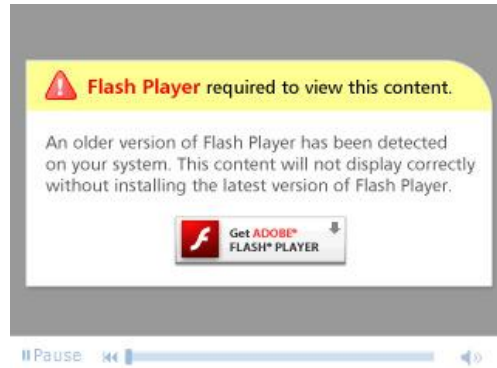 Flash Player required to view this content.
An older version of Flash Player has been detected
on your system. This content will not display correctly
without installing the latest version of Flash Player.
Get ADOBE®
FLASH® PLAYER
Pause